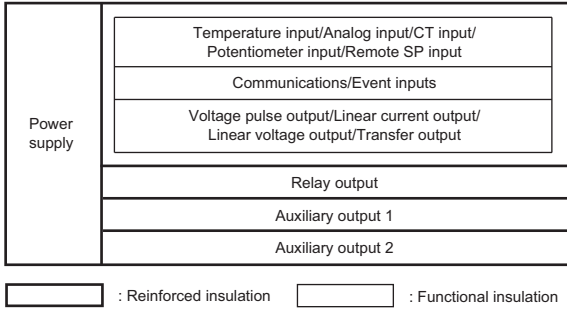 Power
supply
Temperature input/Analog input/CT input/
Potentiometer input/Remote SP input
Communications/Event inputs
Voltage pulse output/Linear current output/
Linear voltage output/Transfer output
Relay output
Auxiliary output 1
Auxiliary output 2
: Reinforced insulation
: Functional insulation